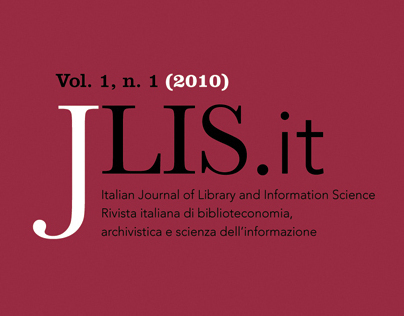 Vol. 1, n. 1 (2010)
JLIS.it
Italian Journal of Library and Information Science
Rivista italiana di biblioteconomia,
archivistica e scienza dell'informazione